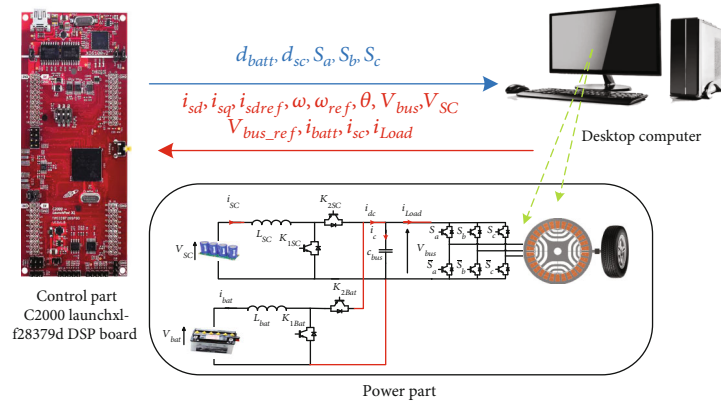 d_batt, d_sc, S_a, S_b, S_c
i_sd, i_sq, i_sdref, ω, ω_ref, θ, V_bus, V_SC
V_bus_ref, i_batt, i_sc, i_Load
Desktop computer
Control part
C2000 launchxl-
f28379d DSP board
i_SC
K_2SC
i_dc
i_Load
L_SC
K_1SC
i_c
V_SC
c_bus
V_bus
S_a
S_b
S_c
S̅_a
S̅_b
S̅_c
i_bat
K_2Bat
L_bat
K_1Bat
V_bat
Power part